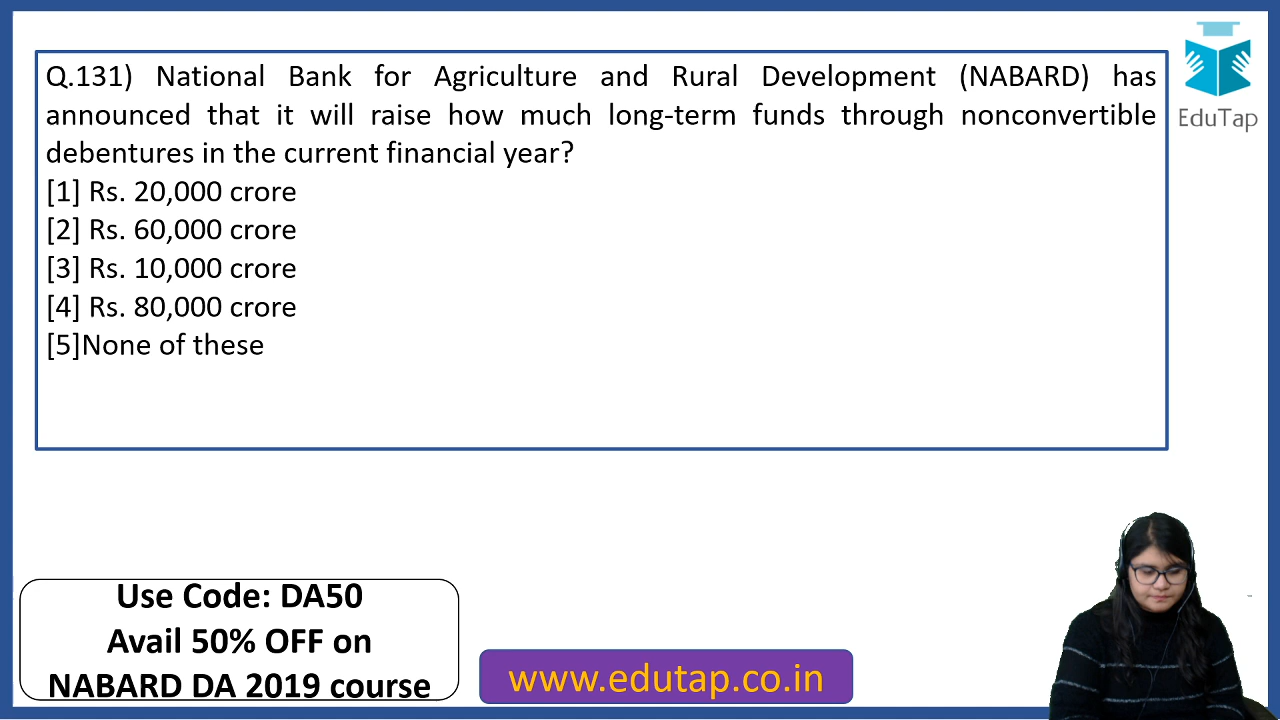 Q.131) National Bank for Agriculture and Rural Development (NABARD) has
announced that it will raise how much long-term funds through nonconvertible
debentures in the current financial year?
[1] Rs. 20,000 crore
[2] Rs. 60,000 crore
[3] Rs. 10,000 crore
[4] Rs. 80,000 crore
[5]None of these
EduTap
Use Code: DA50
Avail 50% OFF on
NABARD DA 2019 course
www.edutap.co.in